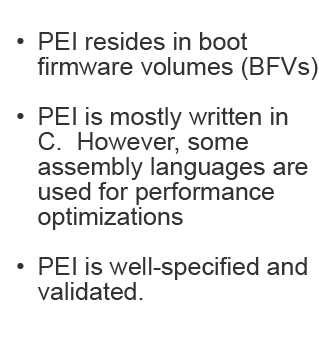 • PEI resides in boot
firmware volumes (BFVs)
• PEI is mostly written in
C.  However, some
assembly languages are
used for performance
optimizations
• PEI is well-specified and
validated.